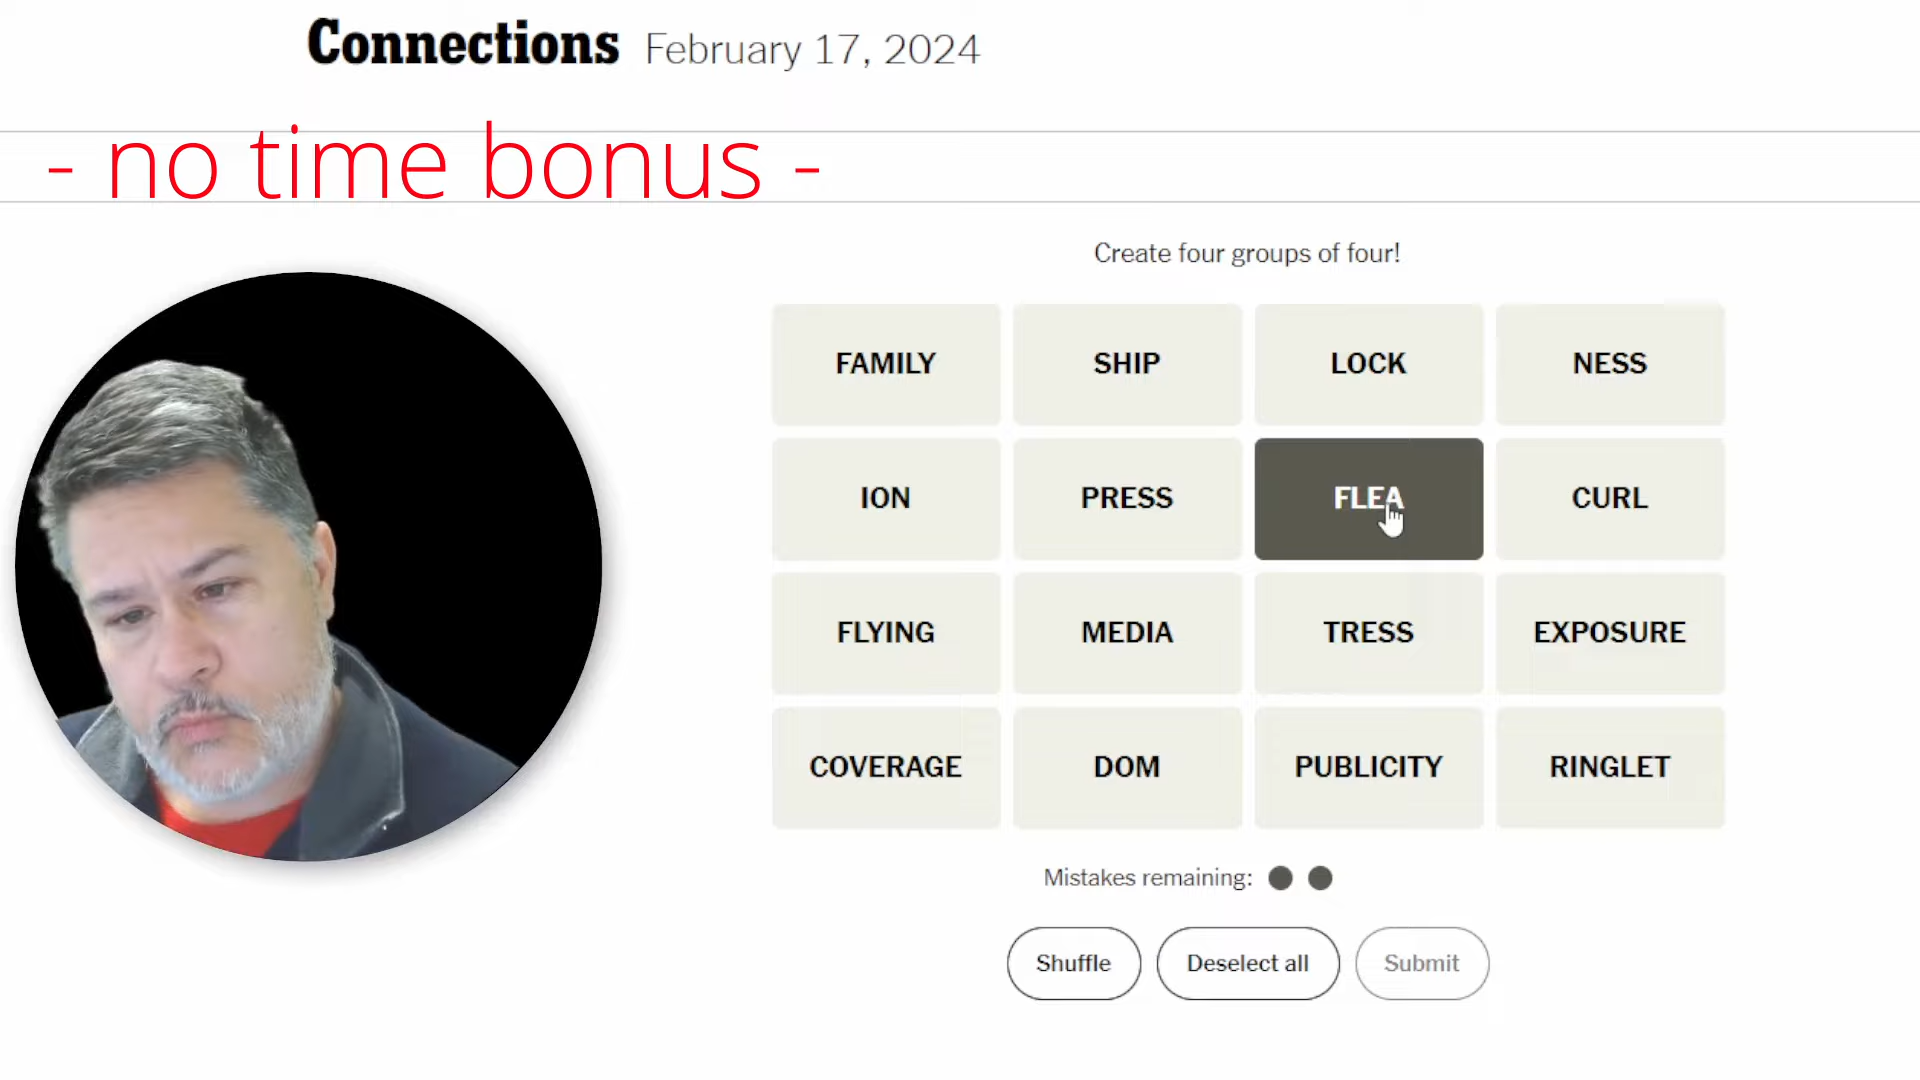 Connections February 17, 2024
- no time bonus -
Create four groups of four!
FAMILY SHIP LOCK NESS
ION PRESS FLEA CURL
FLYING MEDIA TRESS EXPOSURE
COVERAGE DOM PUBLICITY RINGLET
Mistakes remaining:
Shuffle Deselect all Submit